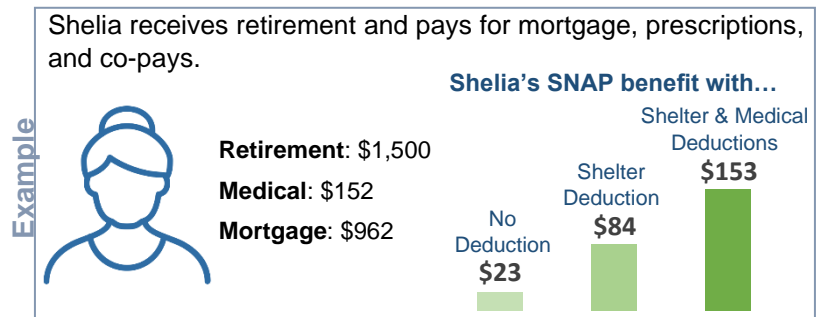 Shelia receives retirement and pays for mortgage, prescriptions,
and co-pays.
Example
Retirement: $1,500
Medical: $152
Mortgage: $962
Shelia's SNAP benefit with…
No
Deduction
$23
Shelter
Deduction
$84
Shelter & Medical
Deductions
$153